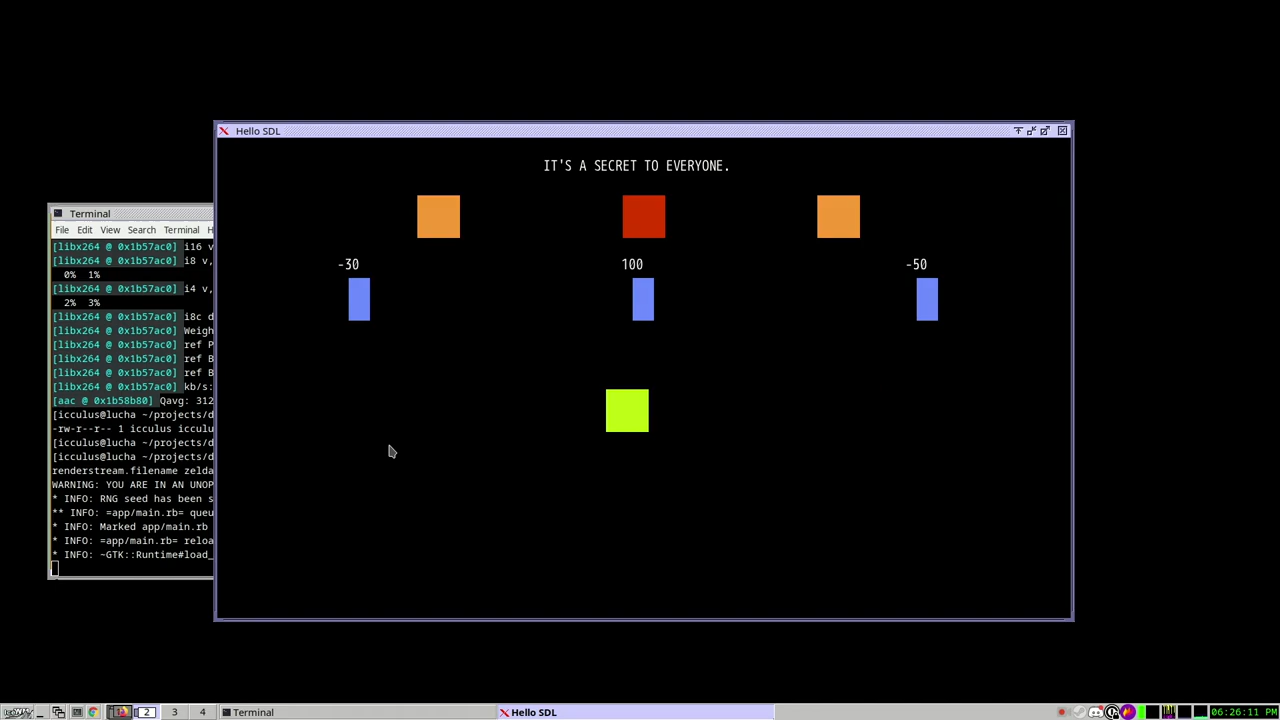 Hello SDL
IT'S A SECRET TO EVERYONE.
-30 100 -50
Terminal
File Edit View Search Terminal H
[libx264 @ 0x1b57ac0] i16 v
[libx264 @ 0x1b57ac0] i8 v,
0% 1%
[libx264 @ 0x1b57ac0] i4 v,
2% 3%
[libx264 @ 0x1b57ac0] i8c d
[libx264 @ 0x1b57ac0] Weigh
[libx264 @ 0x1b57ac0] ref P
[libx264 @ 0x1b57ac0] ref B
[libx264 @ 0x1b57ac0] ref B
[libx264 @ 0x1b57ac0] kb/s:
[aac @ 0x1b58b80] Qavg: 312
[icculus@lucha ~/projects/d
-rw-r--r-- 1 icculus iccul
[icculus@lucha ~/projects/d
[icculus@lucha ~/projects/d
renderstream.filename zelda
WARNING: YOU ARE IN AN UNOP
* INFO: RNG seed has been s
** INFO: =app/main.rb= queu
* INFO: Marked app/main.rb
* INFO: =app/main.rb= reloa
* INFO: ~GTK::Runtime#load_
2 3 4 Terminal Hello SDL 06:26:11 PM